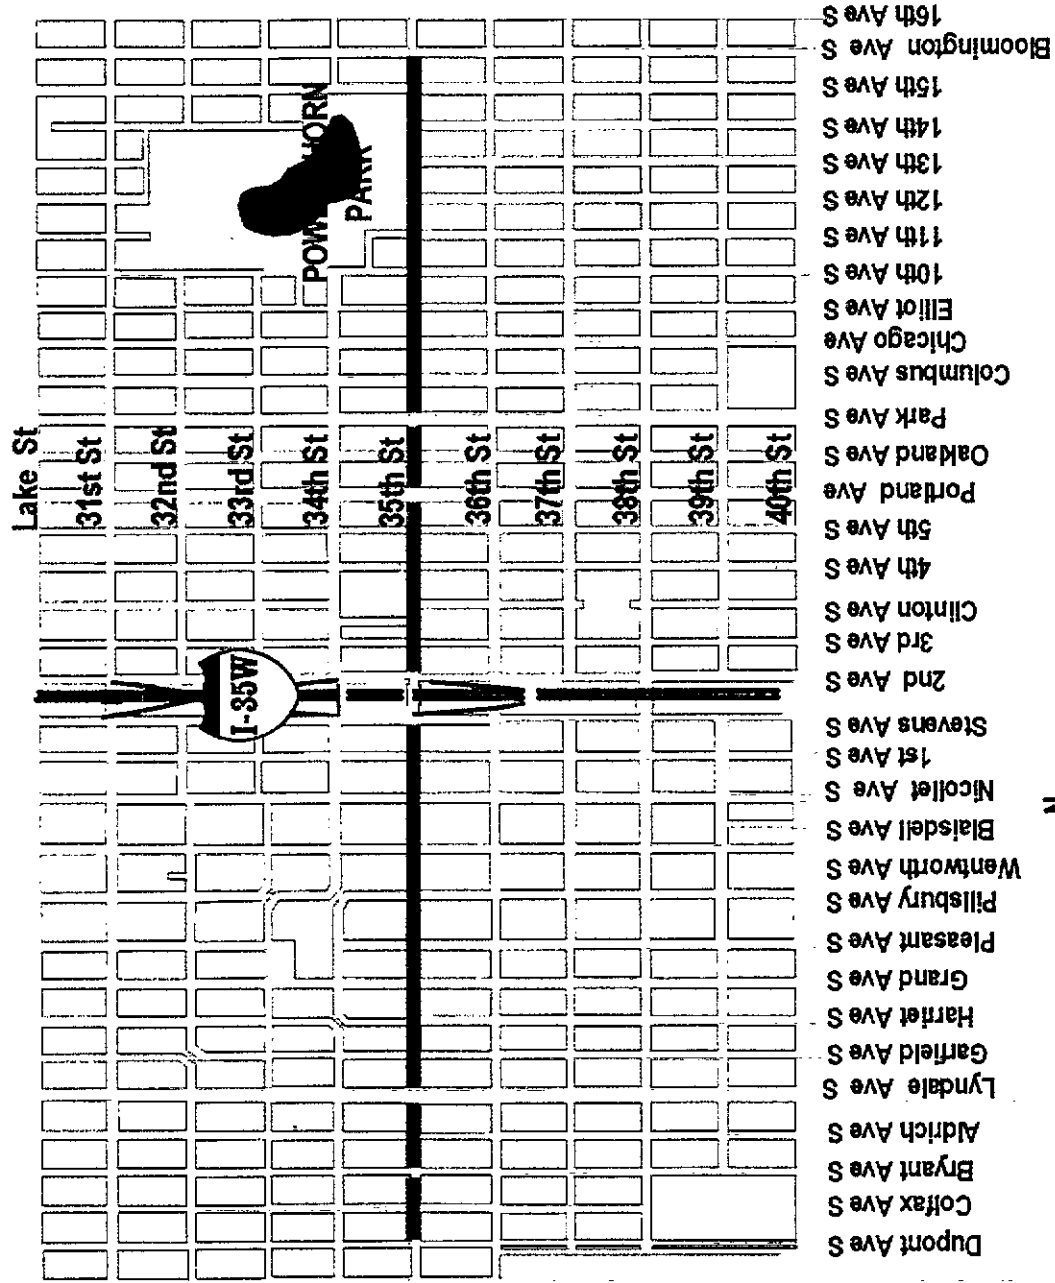 16th Ave S
Bloomington Ave S
15th Ave S
14th Ave S
13th Ave S
12th Ave S
11th Ave S
10th Ave S
Elliot Ave S
Chicago Ave
Columbus Ave S
Park Ave S
Oakland Ave S
Portland Ave
5th Ave S
4th Ave S
Clinton Ave S
3rd Ave S
2nd Ave S
Stevens Ave S
1st Ave S
Nicollet Ave S
Blaisdell Ave S
Wentworth Ave S
Pillsbury Ave S
Pleasant Ave S
Grand Ave S
Harriet Ave S
Garfield Ave S
Lyndale Ave S
Aldrich Ave S
Bryant Ave S
Colfax Ave S
Dupont Ave S
Lake St
31st St
32nd St
33rd St
34th St
35th St
36th St
37th St
38th St
39th St
40th St
PARK
I-35W
N